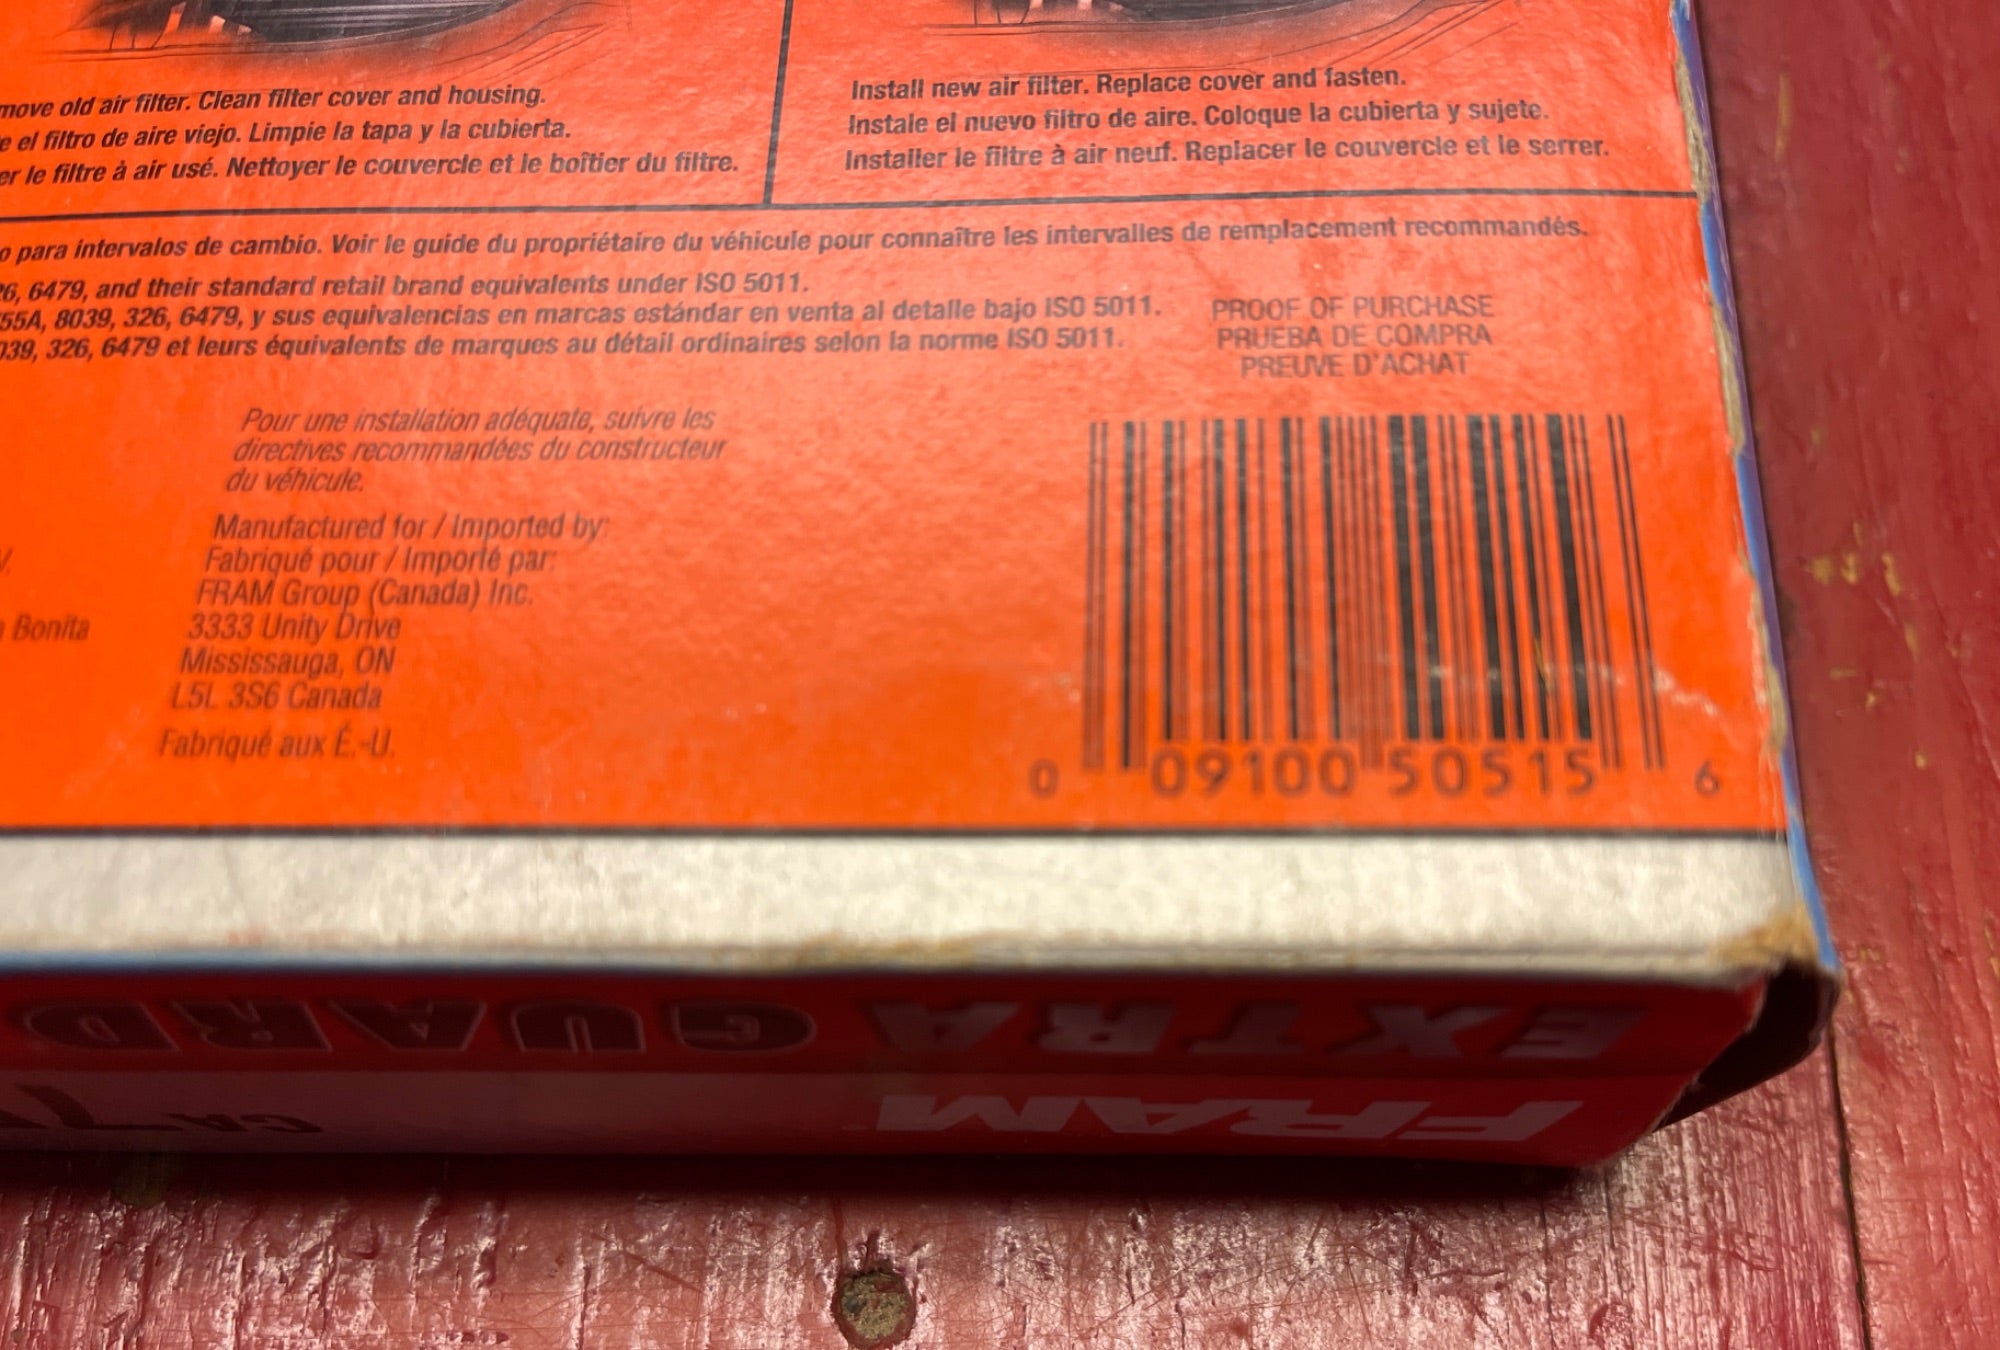 move old air filter. Clean filter cover and housing.
e el filtro de aire viejo. Limpie la tapa y la cubierta.
er le filtre à air usé. Nettoyer le couvercle et le boîtier du filtre.
Install new air filter. Replace cover and fasten.
Instale el nuevo filtro de aire. Coloque la cubierta y sujete.
Installer le filtre à air neuf. Replacer le couvercle et le serrer.
o para intervalos de cambio. Voir le guide du propriétaire du véhicule pour connaître les intervalles de remplacement recommandés.
26, 6479, and their standard retail brand equivalents under ISO 5011.
55A, 8039, 326, 6479, y sus equivalencias en marcas estándar en venta al detalle bajo ISO 5011.
039, 326, 6479 et leurs équivalents de marques au détail ordinaires selon la norme ISO 5011.
PROOF OF PURCHASE
PRUEBA DE COMPRA
PREUVE D'ACHAT
Pour une installation adéquate, suivre les
directives recommandées du constructeur
du véhicule.
Manufactured for / Imported by:
Fabriqué pour / Importé par:
FRAM Group (Canada) Inc.
3333 Unity Drive
Mississauga, ON
L5L 3S6 Canada
Fabriqué aux É.-U.
V.
Bonita
0 09100 50515 6
EXTRA GUARD
FRAM